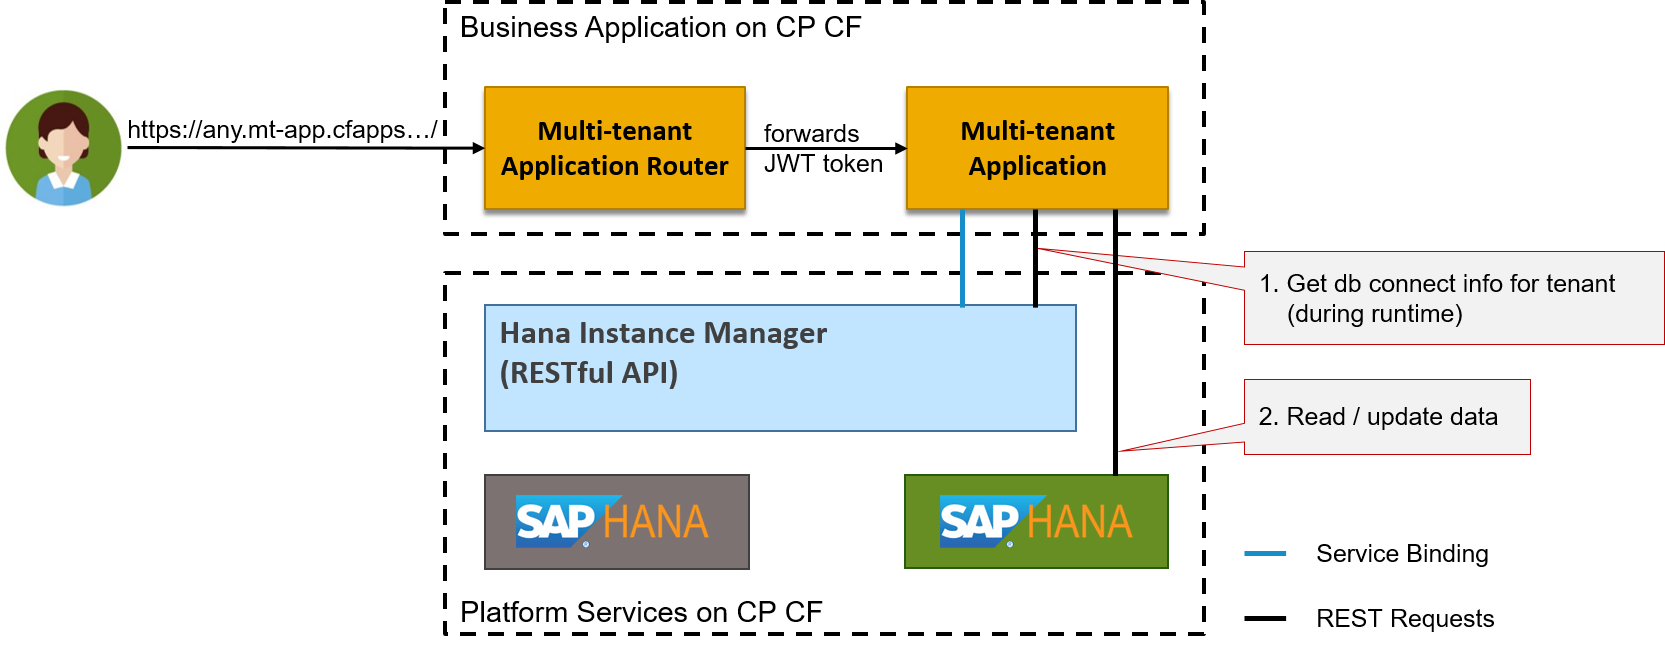 Business Application on CP CF
https://any.mt-app.cfapps…/
Multi-tenant
Application Router
forwards
JWT token
Multi-tenant
Application
1. Get db connect info for tenant
(during runtime)
Hana Instance Manager
(RESTful API)
2. Read / update data
SAP HANA
SAP HANA
Service Binding
Platform Services on CP CF
REST Requests